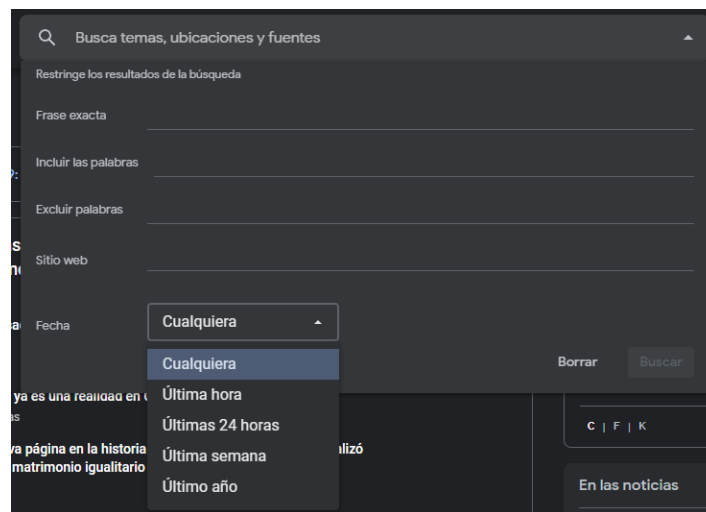 Busca temas, ubicaciones y fuentes
Restringe los resultados de la búsqueda
Frase exacta
Incluir las palabras
Excluir palabras
Sitio web
Fecha
Cualquiera
Cualquiera
Última hora
Últimas 24 horas
Última semana
Último año
Borrar
Buscar
ya es una realidad en
página en la historia
matrimonio igualitario
C | F | K
En las noticias